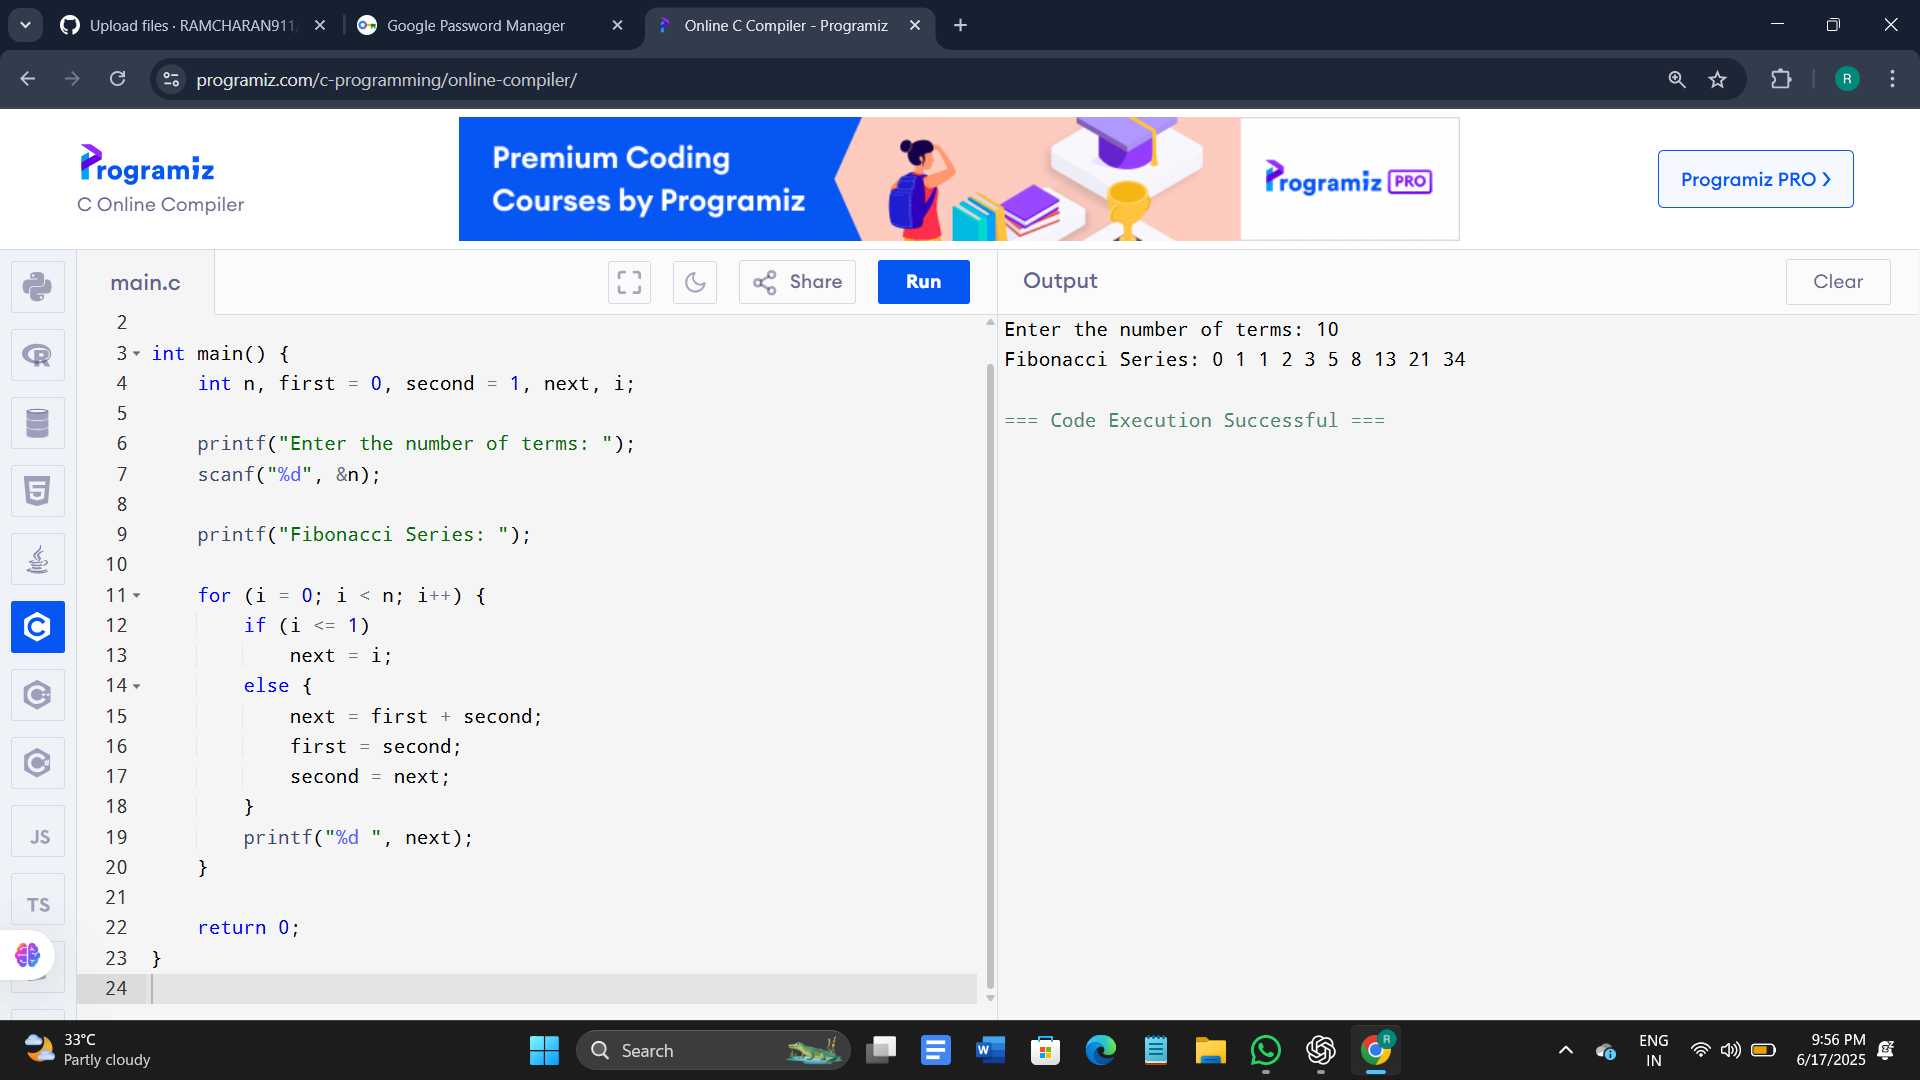 Upload files · RAMCHARAN911/
Google Password Manager
Online C Compiler - Programiz
programiz.com/c-programming/online-compiler/
R
Programiz
C Online Compiler
Premium Coding
Courses by Programiz
Programiz PRO
Programiz PRO
main.c
Share
Run
Output
Clear
2
3 int main() {
4     int n, first = 0, second = 1, next, i;
5
6     printf("Enter the number of terms: ");
7     scanf("%d", &n);
8
9     printf("Fibonacci Series: ");
10
11     for (i = 0; i < n; i++) {
12         if (i <= 1)
13             next = i;
14         else {
15             next = first + second;
16             first = second;
17             second = next;
18         }
19         printf("%d ", next);
20     }
21
22     return 0;
23 }
24
Enter the number of terms: 10
Fibonacci Series: 0 1 1 2 3 5 8 13 21 34
=== Code Execution Successful ===
JS
TS
33°C
Partly cloudy
Search
ENG
IN
9:56 PM
6/17/2025